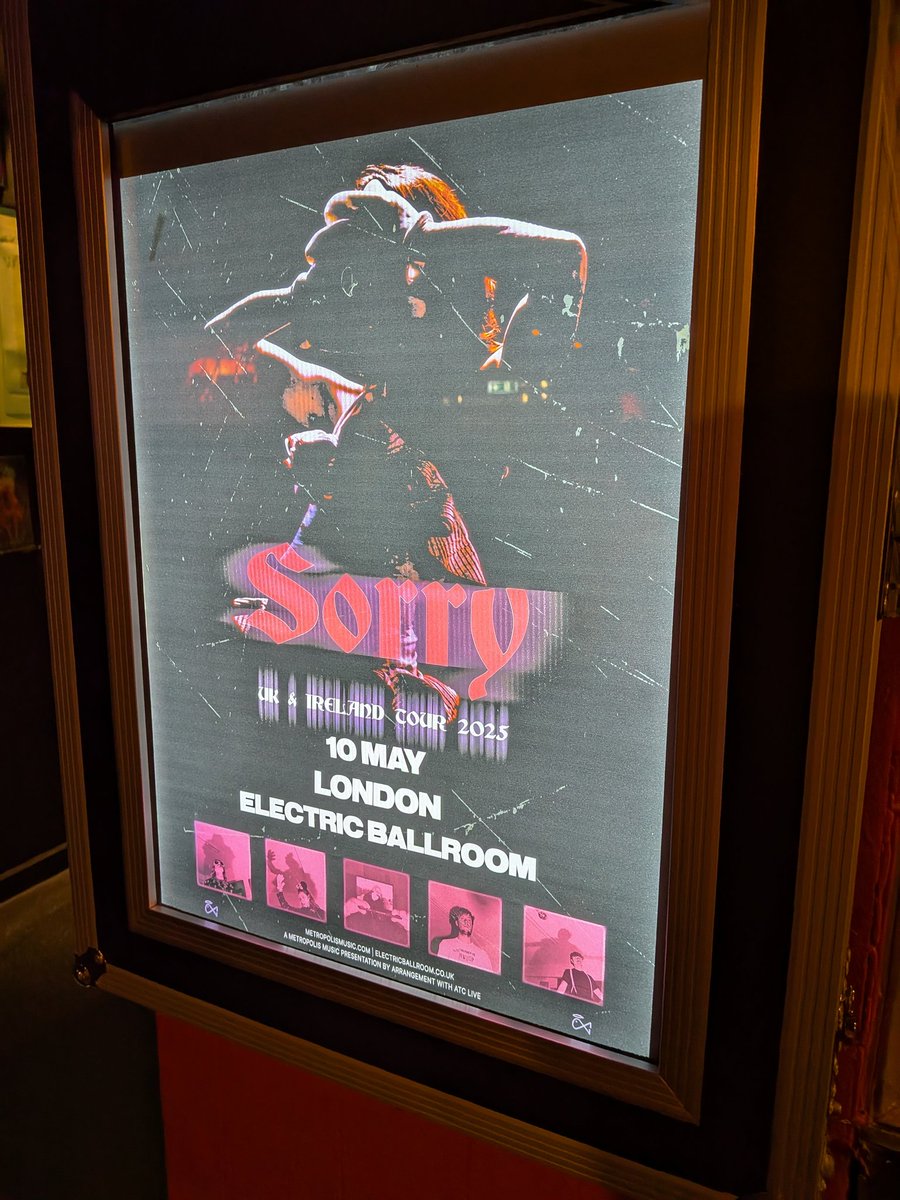 Sorry
UK & IRELAND TOUR 2025
10 MAY
LONDON
ELECTRIC BALLROOM
METROPOLISMUSIC.COM | ELECTRICBALLROOM.CO.UK
A METROPOLIS MUSIC PRESENTATION BY ARRANGEMENT WITH ATC LIVE